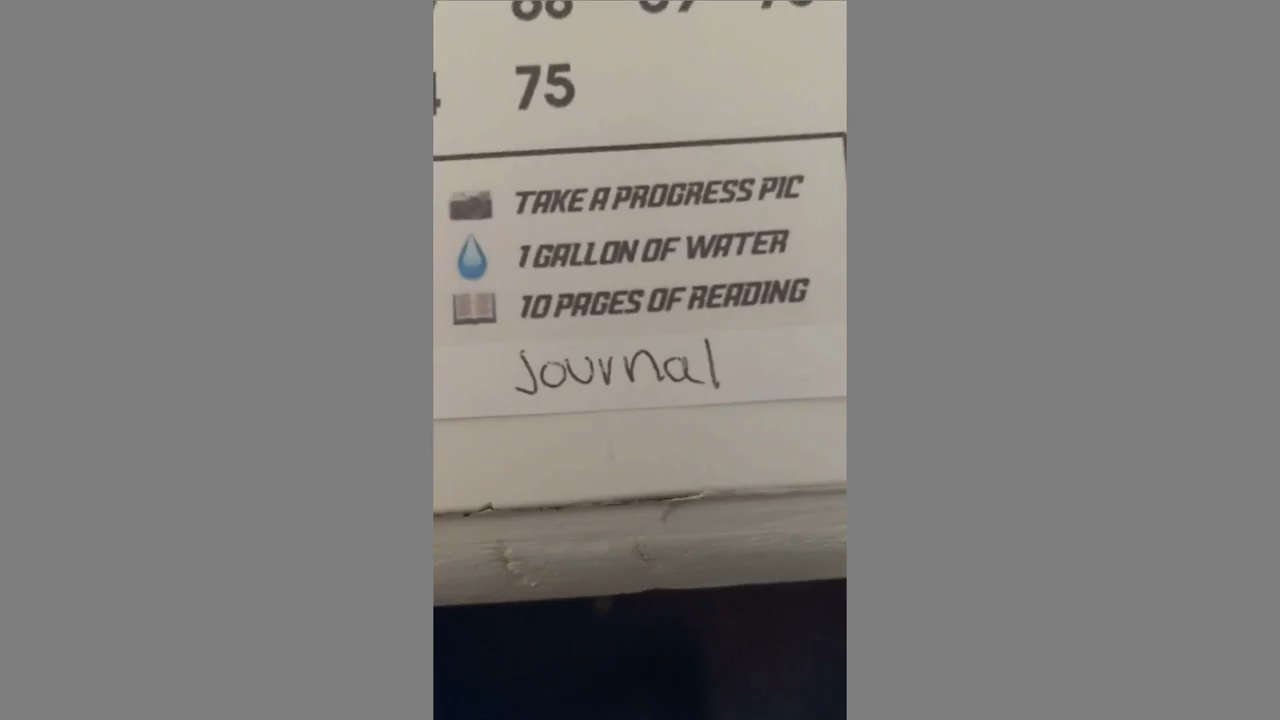 75
TAKE A PROGRESS PIC
1 GALLON OF WATER
10 PAGES OF READING
Journal